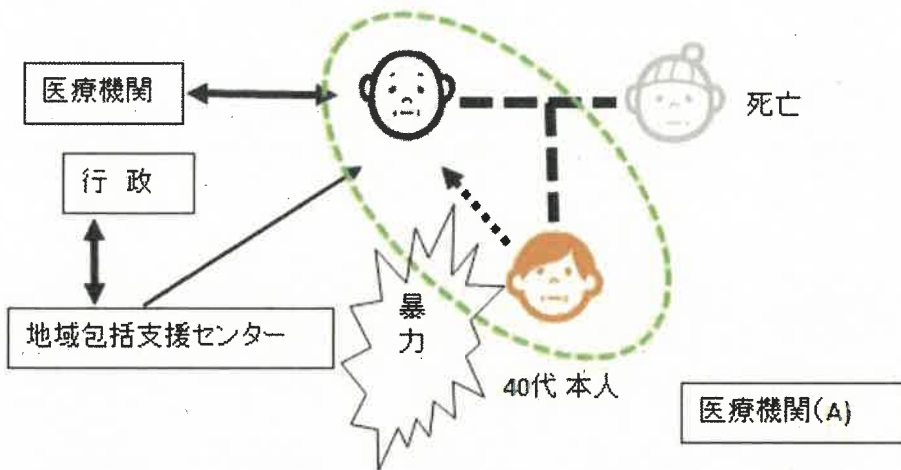 医療機関
死亡
行 政
地域包括支援センター
暴力
40代 本人
医療機関(A)